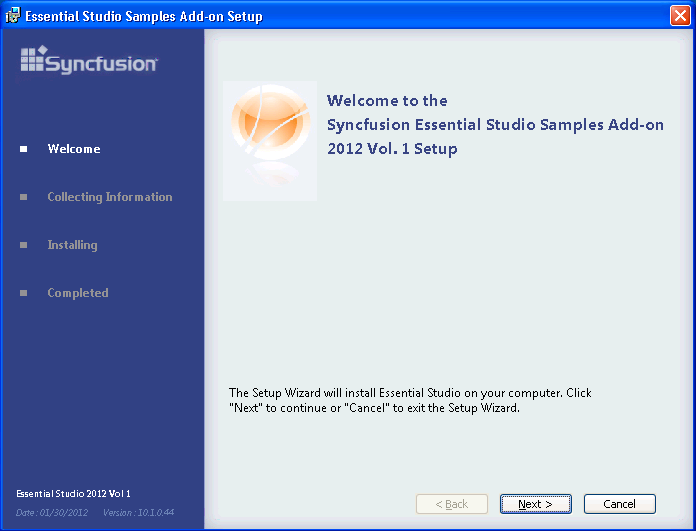 Essential Studio Samples Add-on Setup
Syncfusion
Welcome
Collecting Information
Installing
Completed
Welcome to the
Syncfusion Essential Studio Samples Add-on
2012 Vol. 1 Setup
The Setup Wizard will install Essential Studio on your computer. Click
"Next" to continue or "Cancel" to exit the Setup Wizard.
Essential Studio 2012 Vol 1
Date : 01/30/2012 Version : 10.1.0.44
< Back
Next >
Cancel